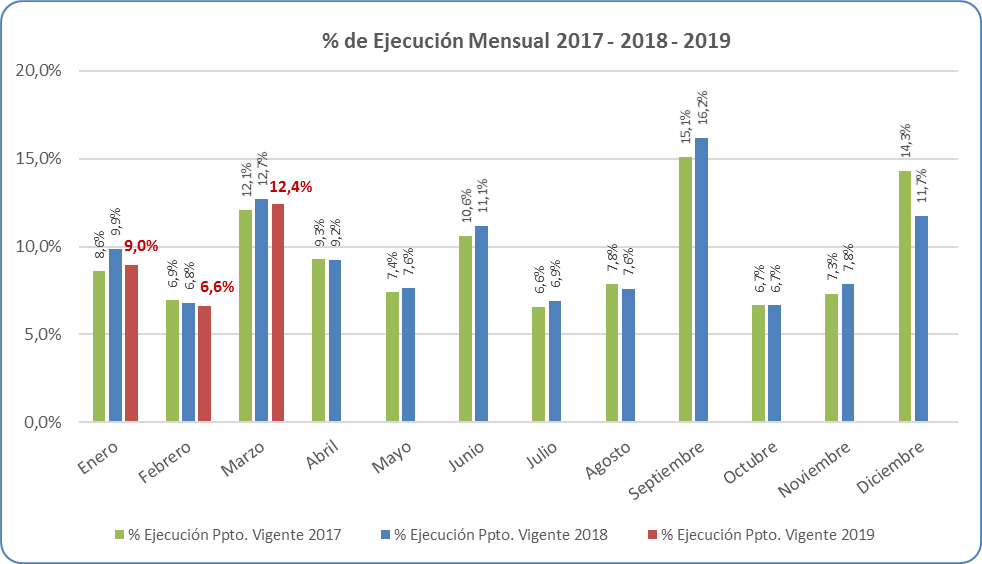 % de Ejecución Mensual 2017 - 2018 - 2019
20,0%
15,0%
10,0%
5,0%
0,0%
8,6%
9,9%
9,0%
6,9%
6,8%
6,6%
12,1%
12,7%
12,4%
9,3%
9,2%
7,4%
7,6%
10,6%
11,1%
6,6%
6,9%
7,8%
7,6%
15,1%
16,2%
6,7%
6,7%
7,3%
7,8%
14,3%
11,7%
Enero
Febrero
Marzo
Abril
Mayo
Junio
Julio
Agosto
Septiembre
Octubre
Noviembre
Diciembre
% Ejecución Ppto. Vigente 2017
% Ejecución Ppto. Vigente 2018
% Ejecución Ppto. Vigente 2019